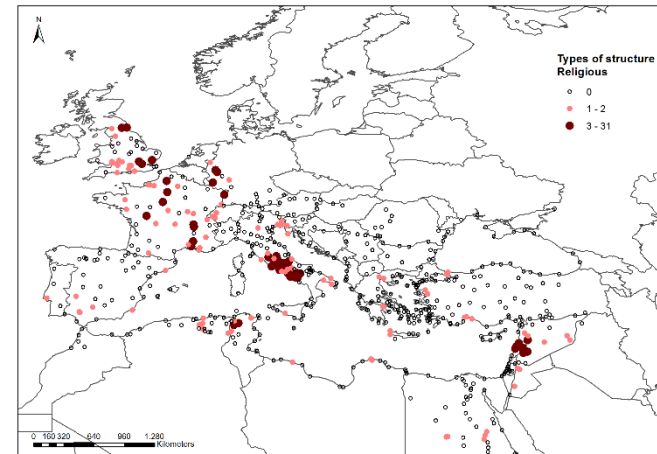 N
Types of structure
Religious
0
1 - 2
3 - 31
0 160 320 640 960 1.280
Kilometers